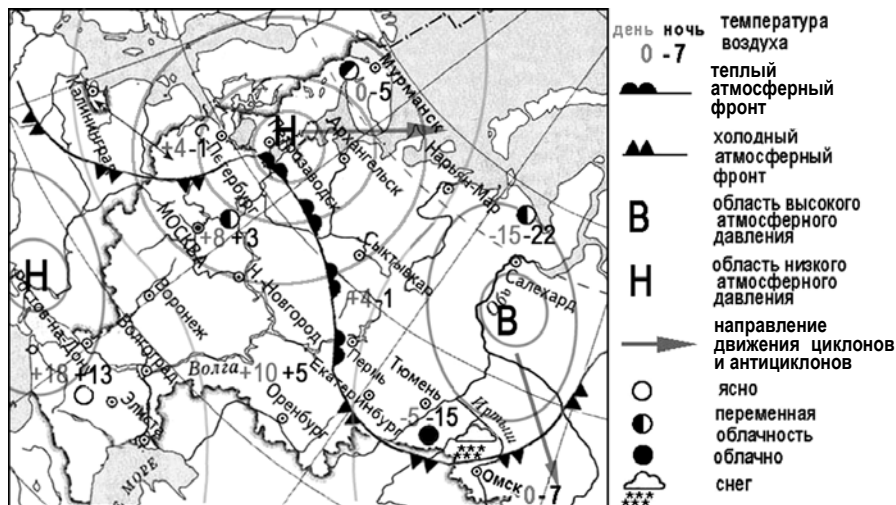 Калининград
С.Петербург
Петрозаводск
Мурманск
Архангельск
Нарьян-Мар
МОСКВА
Н. Новгород
Сыктывкар
Салехард
Обь
Воронеж
Ростов-на-Дону
Волгоград
Волга
Элиста
Оренбург
Пермь
Екатеринбург
Тюмень
Иртыш
Омск
МОРЕ
Н
Н
В
0 -5
+4 -1
+8 +3
-15 -22
+4 -1
+18 +13
+10 +5
-5 -15
-0 -7
день ночь
0 -7
температура
воздуха
теплый
атмосферный
фронт
холодный
атмосферный
фронт
В
область высокого
атмосферного
давления
Н
область низкого
атмосферного
давления
направление
движения циклонов
и антициклонов
ясно
переменная
облачность
облачно
снег